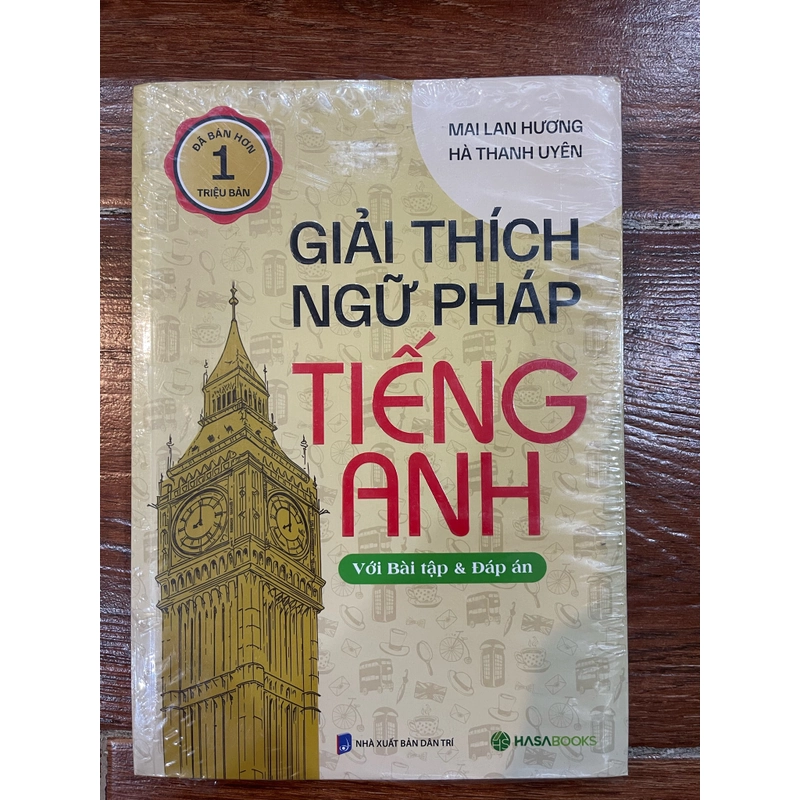 ĐÃ BÁN HƠN
1
TRIỆU BẢN
MAI LAN HƯƠNG
HÀ THANH UYÊN
GIẢI THÍCH
NGỮ PHÁP
TIẾNG
ANH
Với Bài tập & Đáp án
NHÀ XUẤT BẢN DÂN TRÍ
HASABOOKS